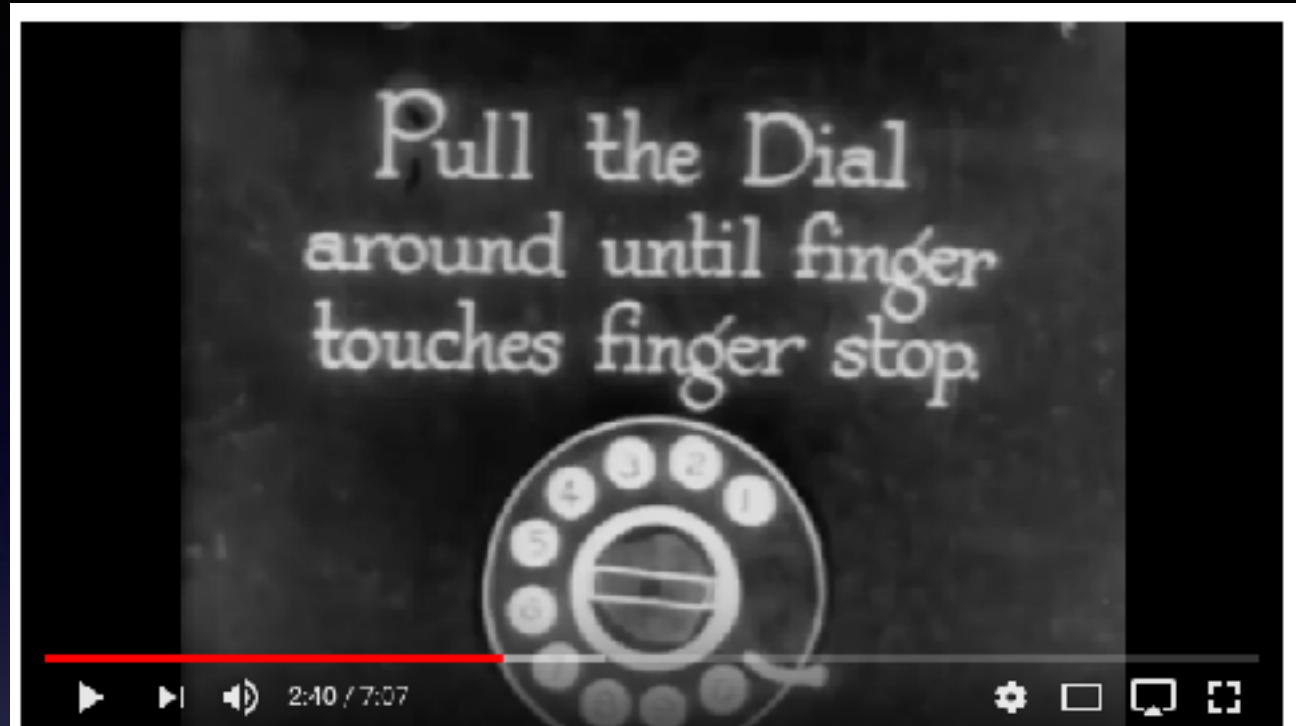 Pull the Dial
around until finger
touches finger stop.
3 2
4 1
5
6
7
2:40 / 7:07